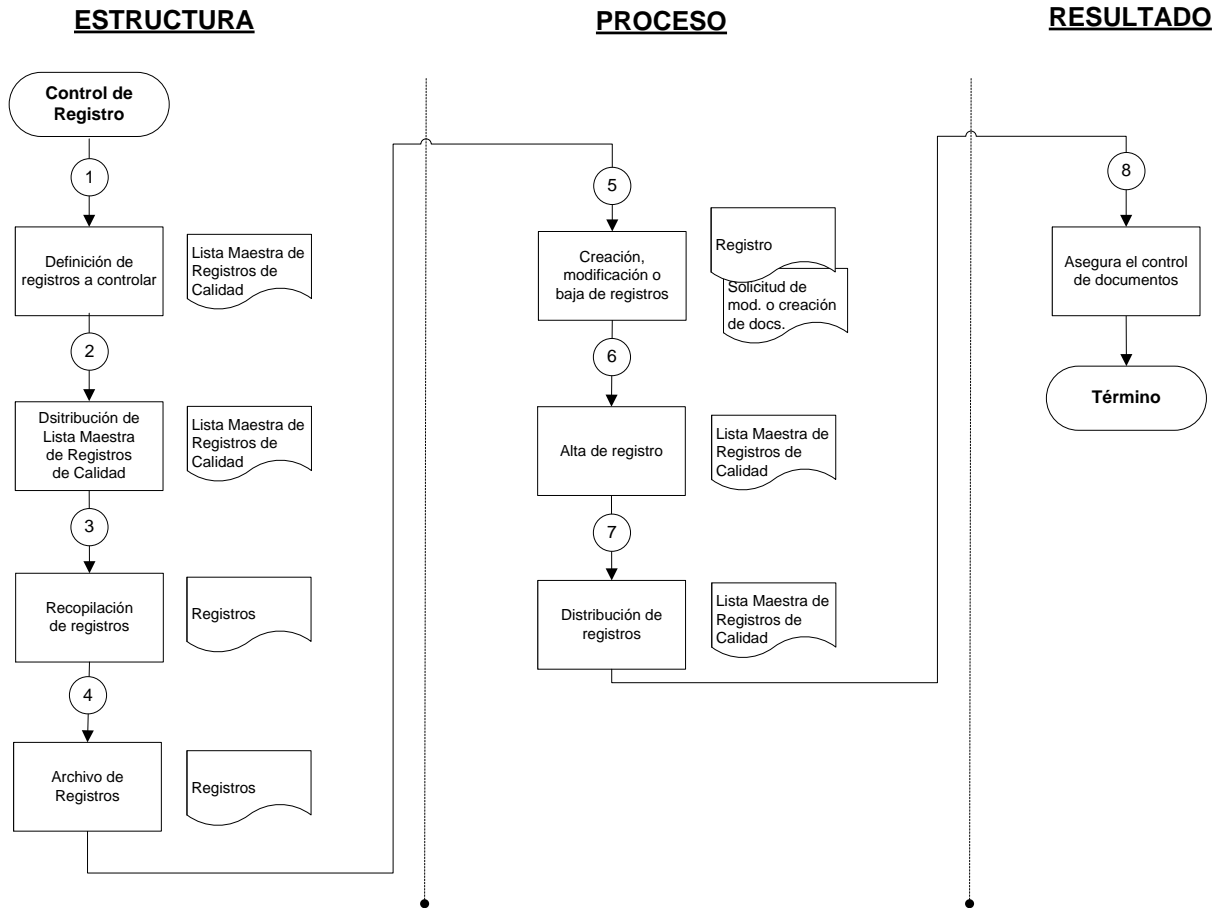 ESTRUCTURA
PROCESO
RESULTADO
Control de
Registro
1
Definición de
registros a controlar
Lista Maestra de
Registros de
Calidad
2
Dsitribución de
Lista Maestra
de Registros
de Calidad
Lista Maestra de
Registros de
Calidad
3
Recopilación
de registros
Registros
4
Archivo de
Registros
Registros
5
Creación,
modificación o
baja de registros
Registro
Solicitud de
mod. o creación
de docs.
6
Alta de registro
Lista Maestra de
Registros de
Calidad
7
Distribución de
registros
Lista Maestra de
Registros de
Calidad
8
Asegura el control
de documentos
Término